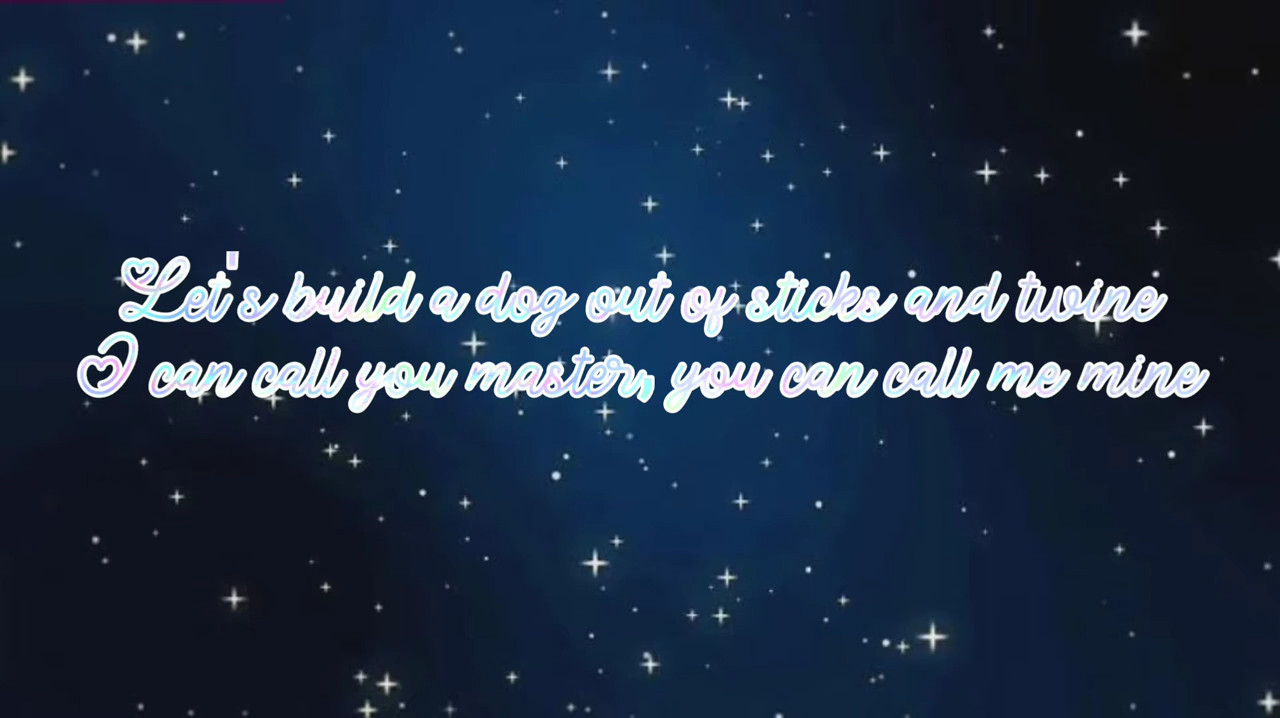 Let's build a dog out of sticks and twine
I can call you master, you can call me mine